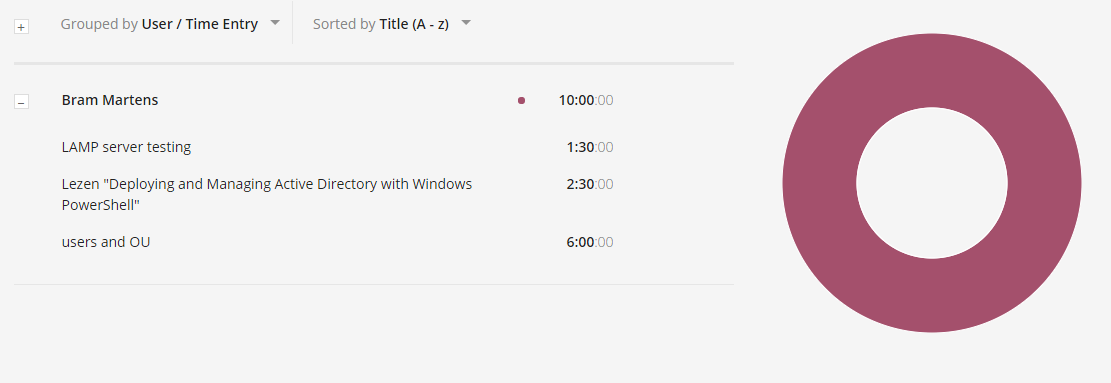 Grouped by User / Time Entry Sorted by Title (A - z)
Bram Martens 10:00:00
LAMP server testing 1:30:00
Lezen "Deploying and Managing Active Directory with Windows 2:30:00
PowerShell"
users and OU 6:00:00